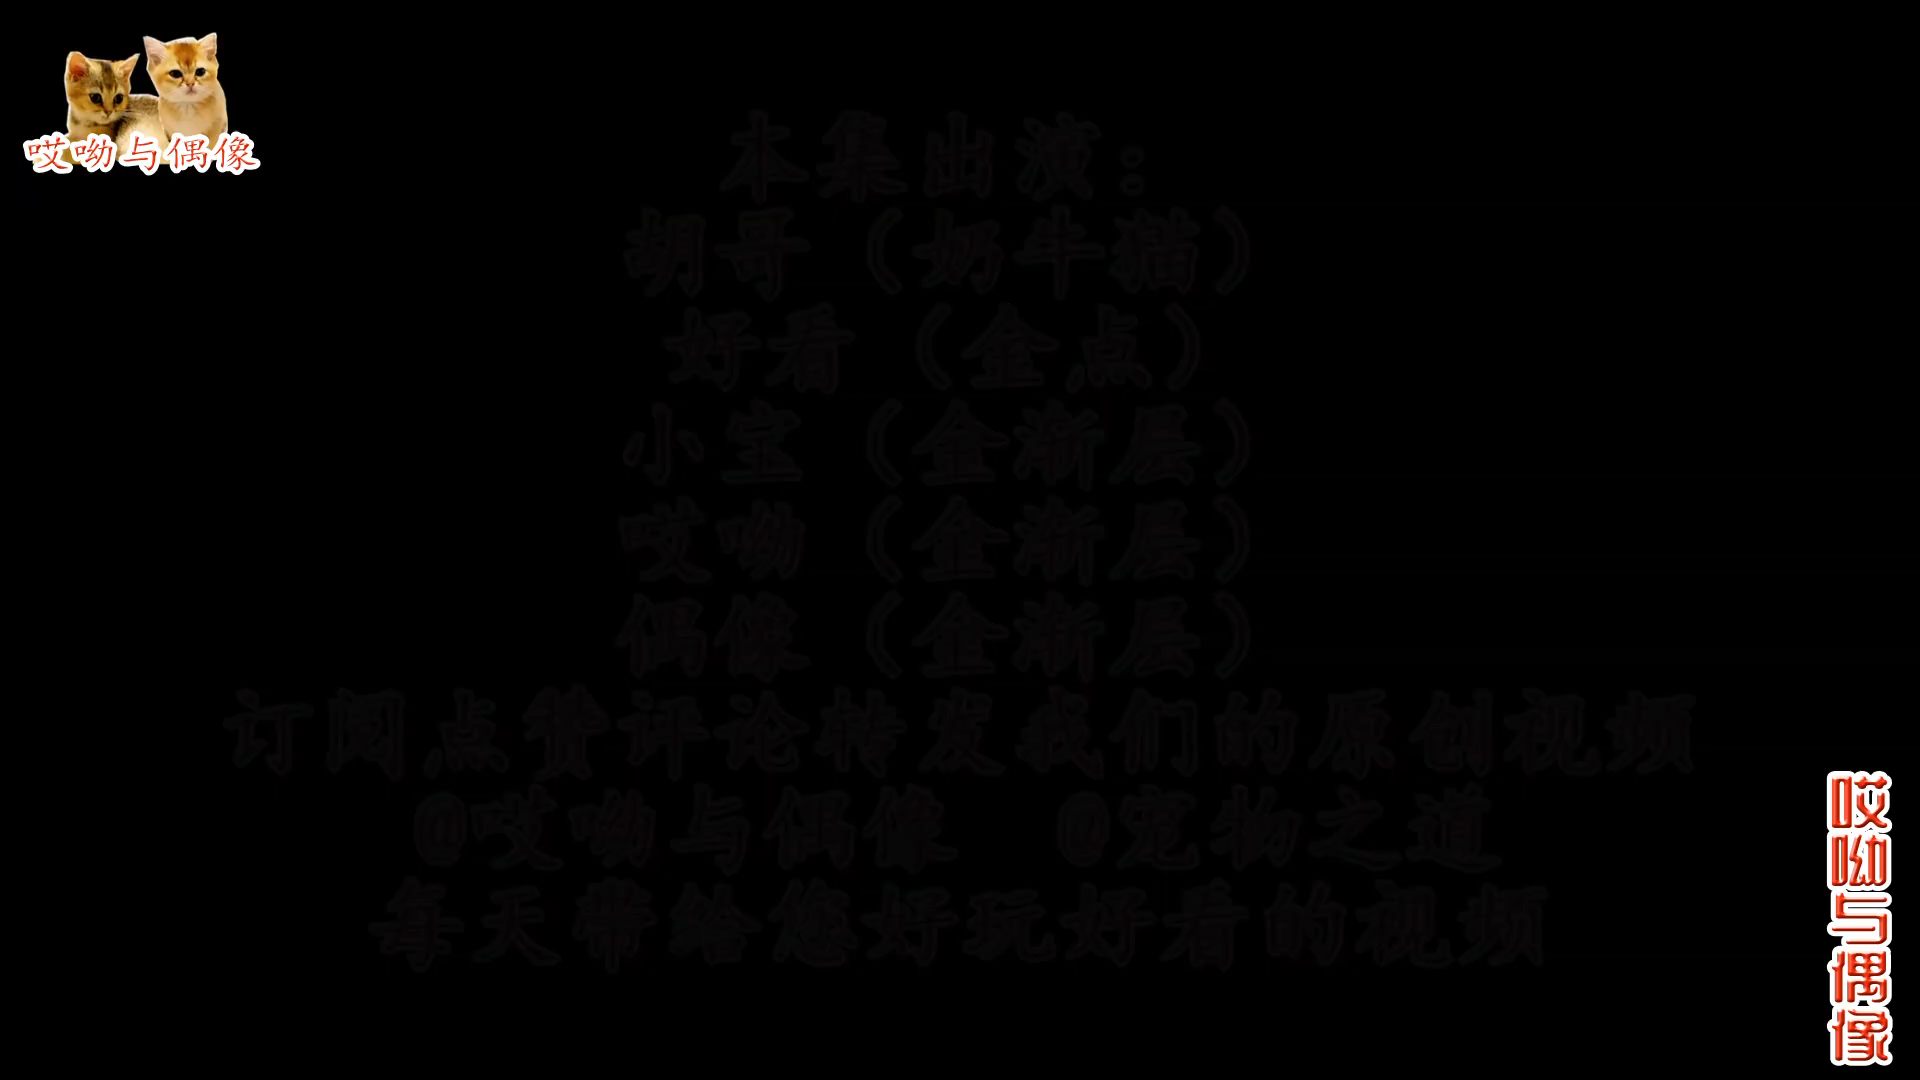 哎呦与偶像
本集出演：
胡哥（奶牛猫）
好看（金点）
小宝（金渐层）
哎呦（金渐层）
偶像（金渐层）
订阅点赞评论转发我们的原创视频
@哎呦与偶像 @宠物之道
每天带给您好玩好看的视频
哎呦与偶像